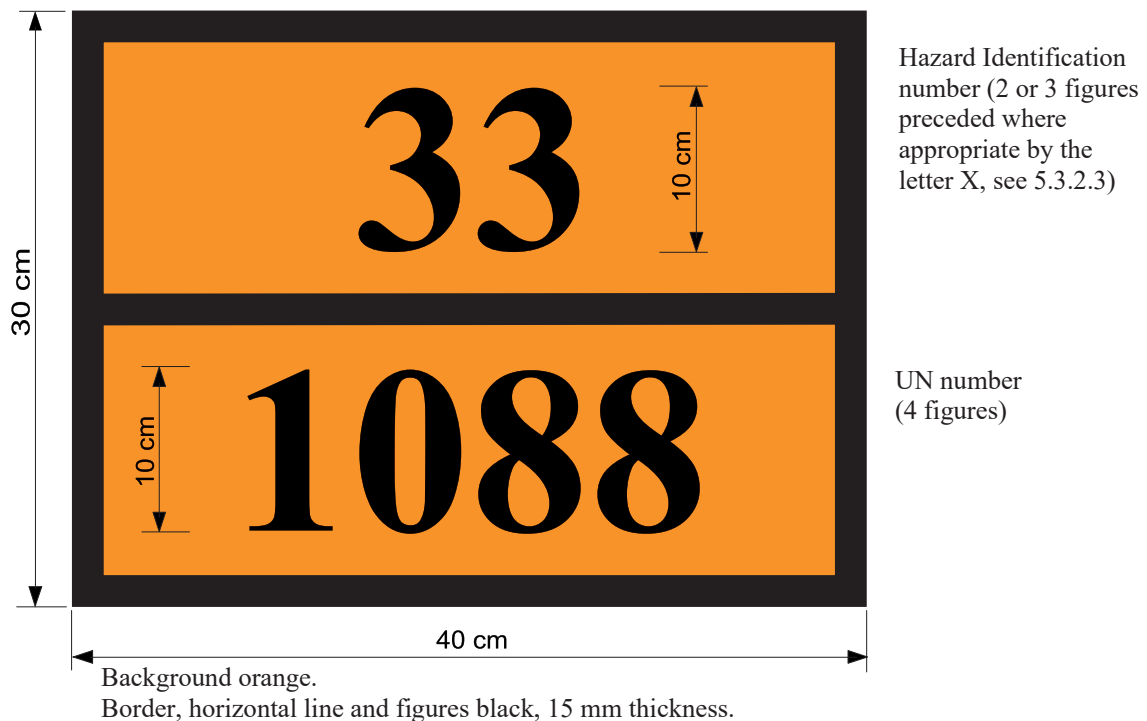 33
10 cm
Hazard Identification
number (2 or 3 figures
preceded where
appropriate by the
letter X, see 5.3.2.3)
30 cm
1088
10 cm
UN number
(4 figures)
40 cm
Background orange.
Border, horizontal line and figures black, 15 mm thickness.